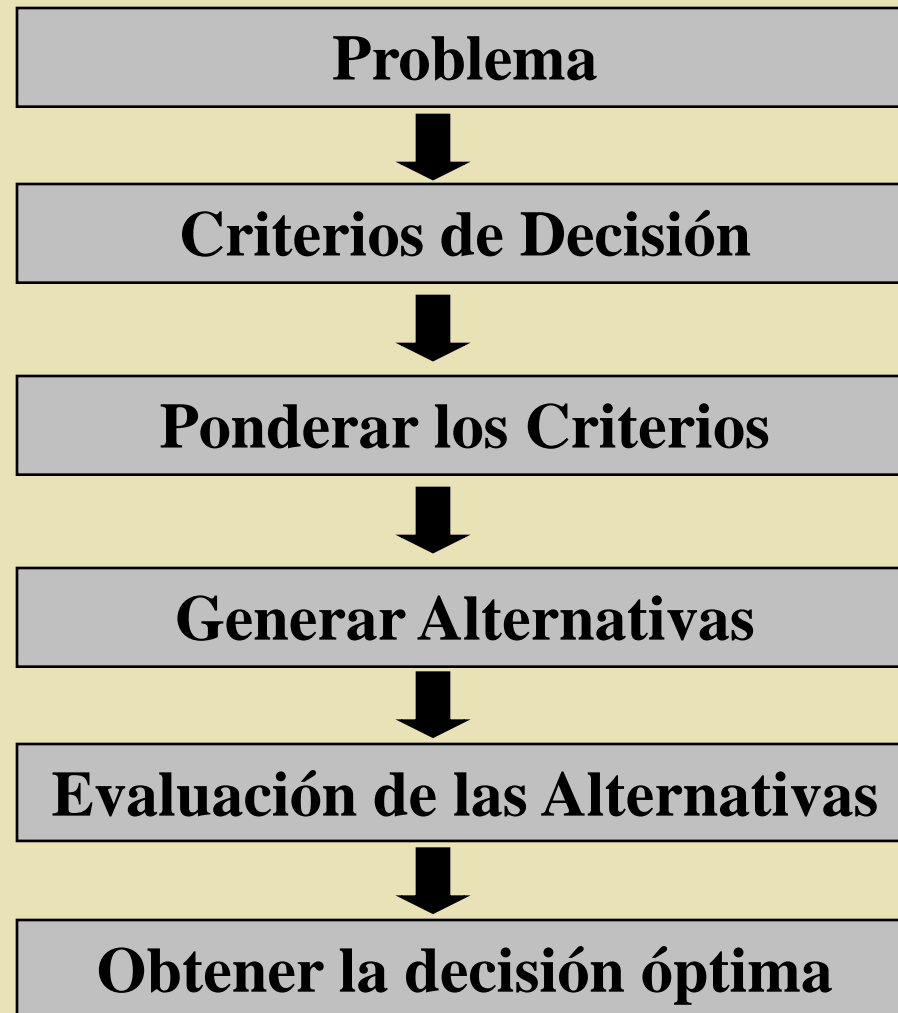 Problema
Criterios de Decisión
Ponderar los Criterios
Generar Alternativas
Evaluación de las Alternativas
Obtener la decisión óptima